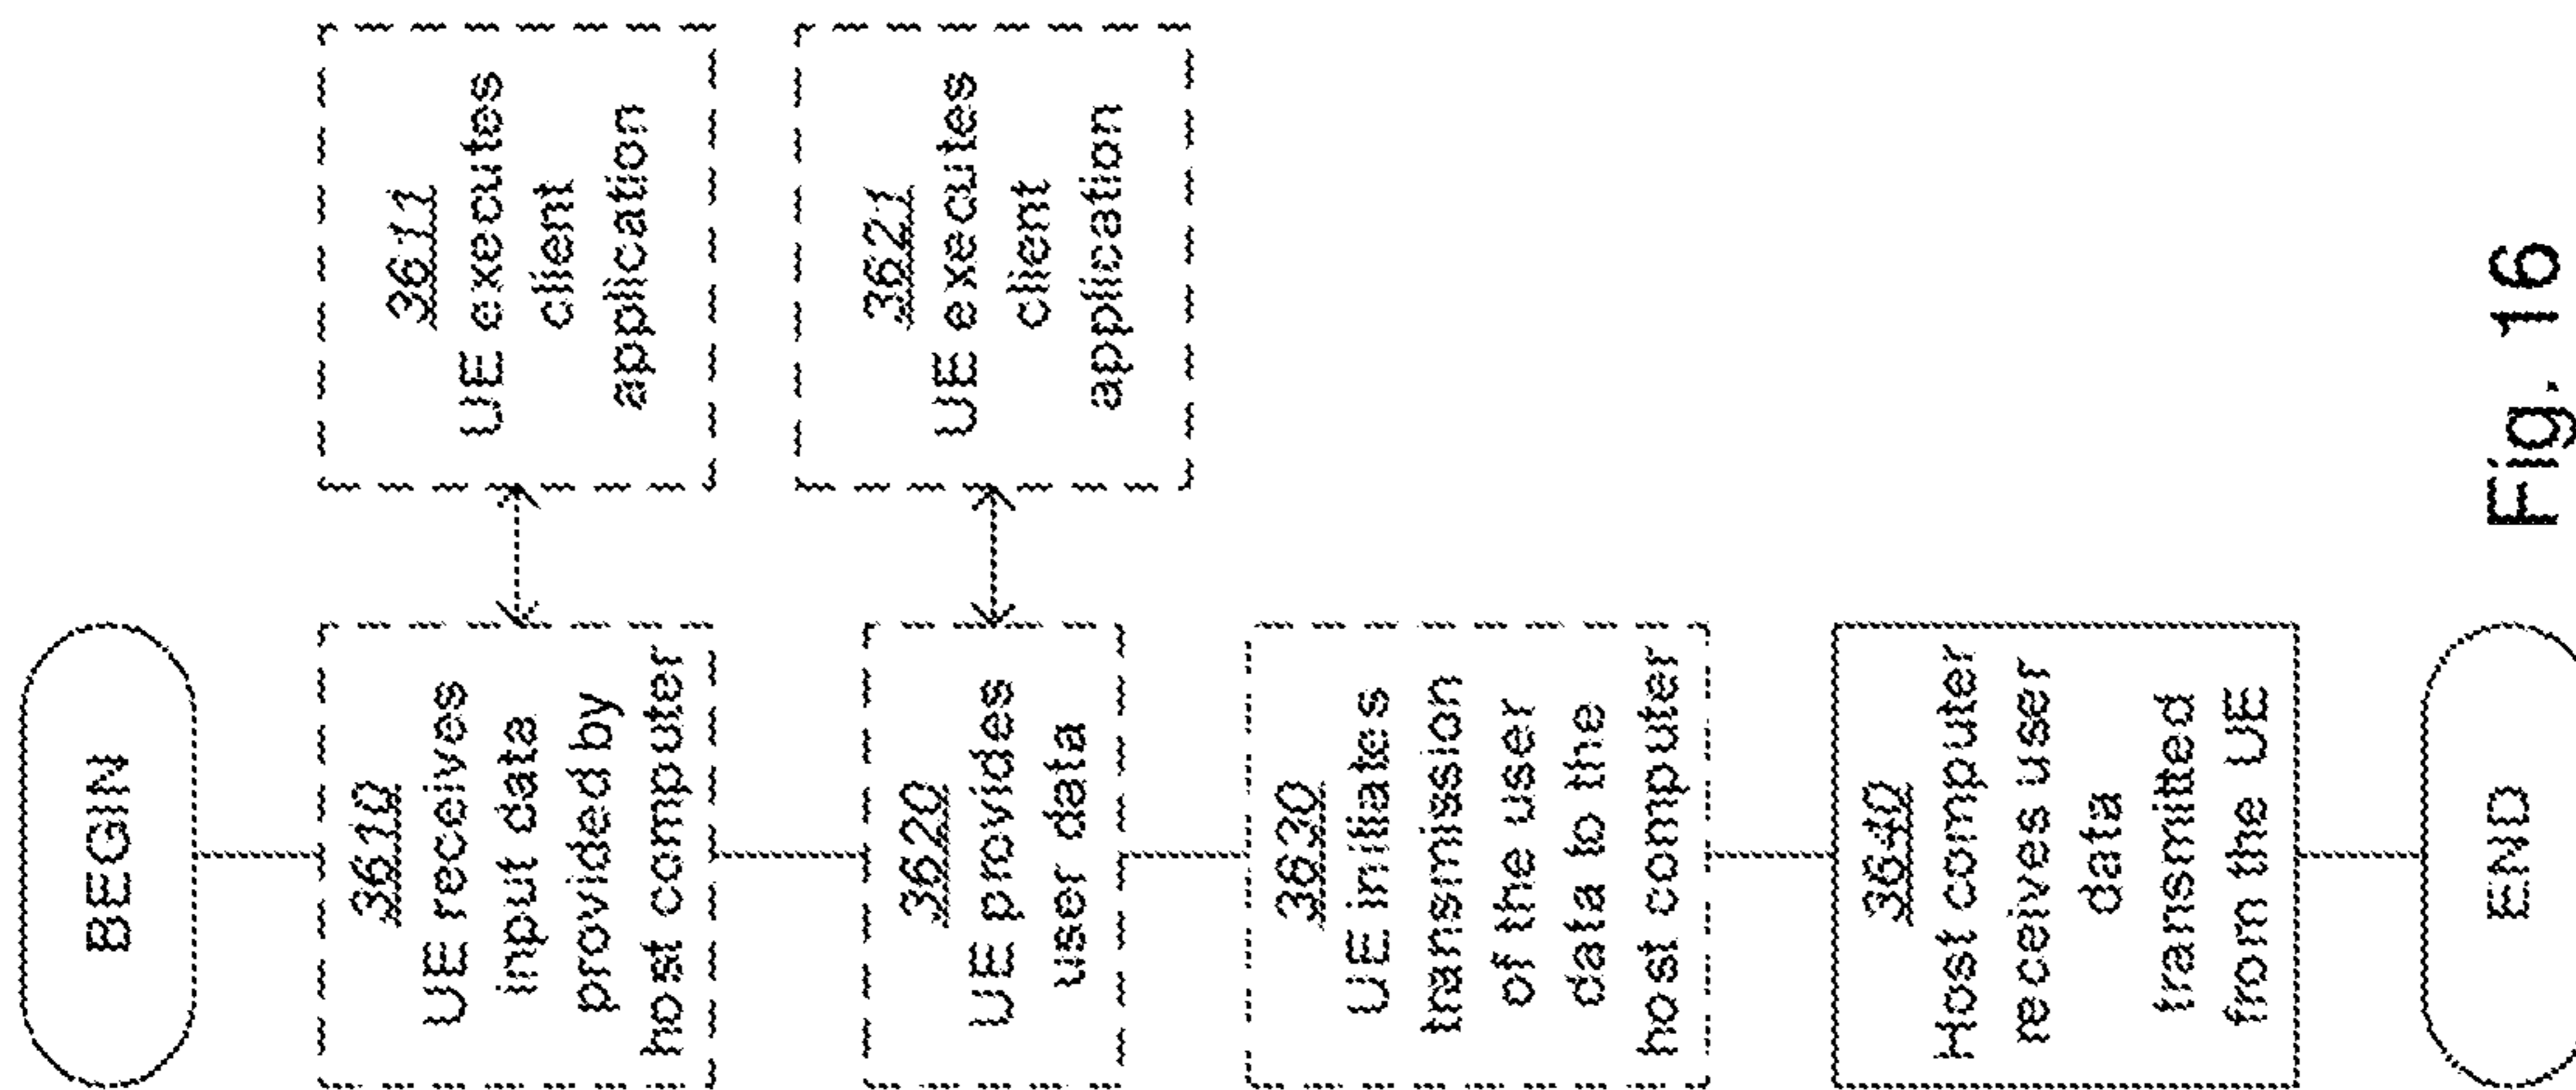 BEGIN
3610
UE receives
input data
provided by
host computer
3611
UE executes
client
application
3620
UE provides
user data
3621
UE executes
client
application
3630
UE initiates
transmission
of the user
data to the
host computer
3640
Host computer
receives user
data
transmitted
from the UE
END
Fig. 16